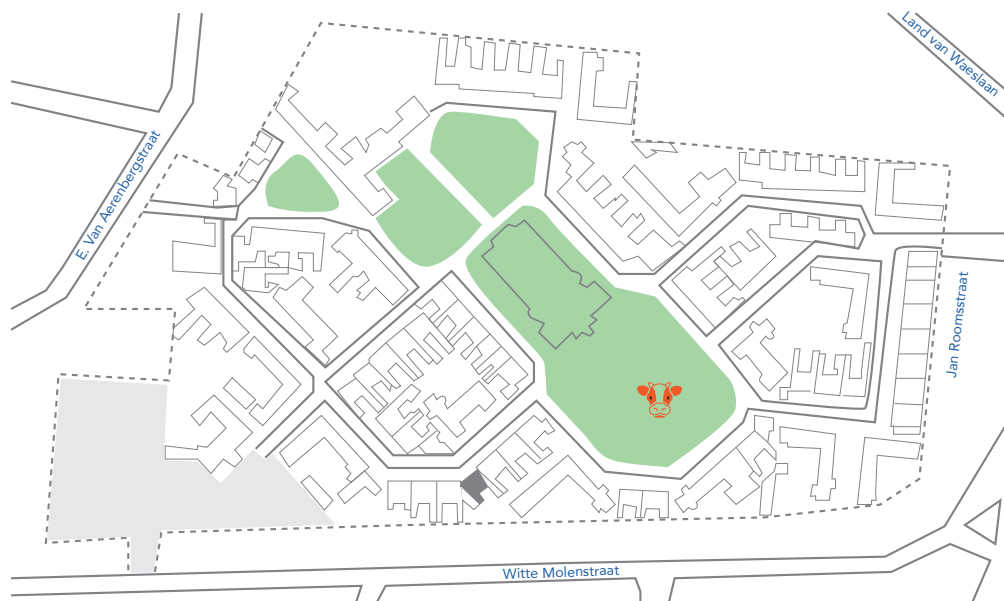 Land van Waeslaan
E. Van Aerenbergstraat
Jan Roomsstraat
Witte Molenstraat